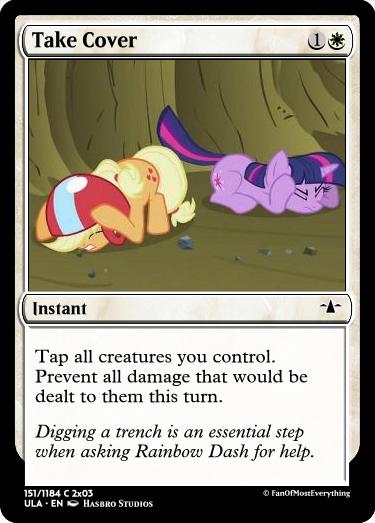 Take Cover 1
Instant
Tap all creatures you control.
Prevent all damage that would be
dealt to them this turn.
Digging a trench is an essential step
when asking Rainbow Dash for help.
151/1184 C 2x03
ULA • EN Hasbro Studios © FanOfMostEverything